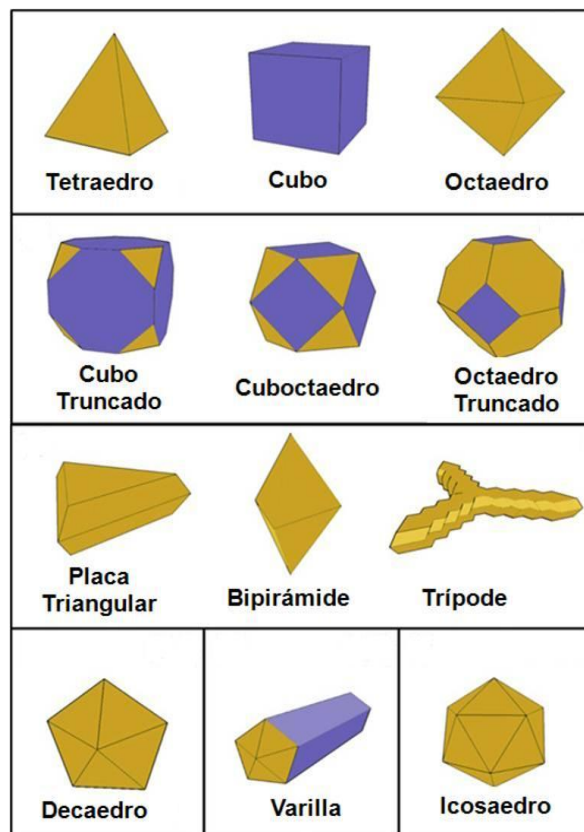 Tetraedro
Cubo
Octaedro
Cubo
Truncado
Cuboctaedro
Octaedro
Truncado
Placa
Triangular
Bipirámide
Trípode
Decaedro
Varilla
Icosaedro